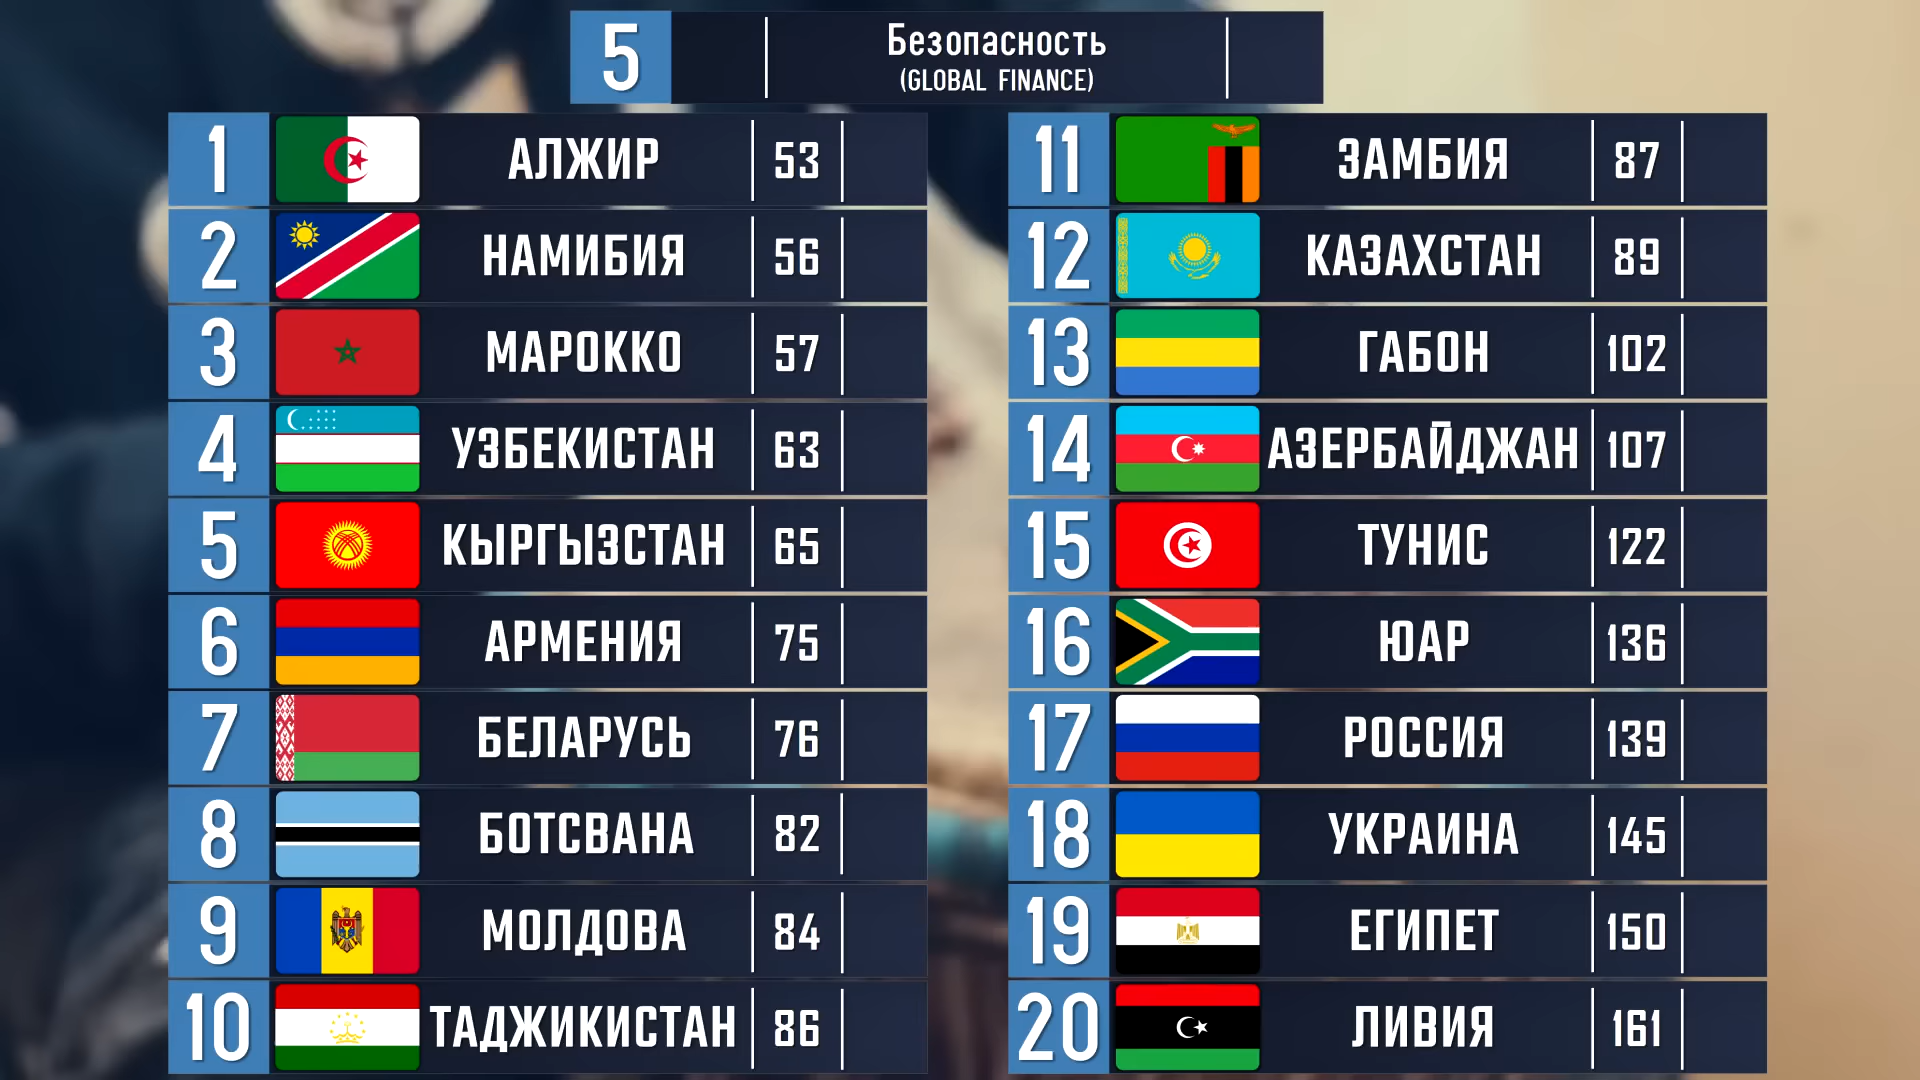 5 Безопасность
(GLOBAL FINANCE)
1 АЛЖИР 53
2 НАМИБИЯ 56
3 МАРОККО 57
4 УЗБЕКИСТАН 63
5 КЫРГЫЗСТАН 65
6 АРМЕНИЯ 75
7 БЕЛАРУСЬ 76
8 БОТСВАНА 82
9 МОЛДОВА 84
10 ТАДЖИКИСТАН 86
11 ЗАМБИЯ 87
12 КАЗАХСТАН 89
13 ГАБОН 102
14 АЗЕРБАЙДЖАН 107
15 ТУНИС 122
16 ЮАР 136
17 РОССИЯ 139
18 УКРАИНА 145
19 ЕГИПЕТ 150
20 ЛИВИЯ 161